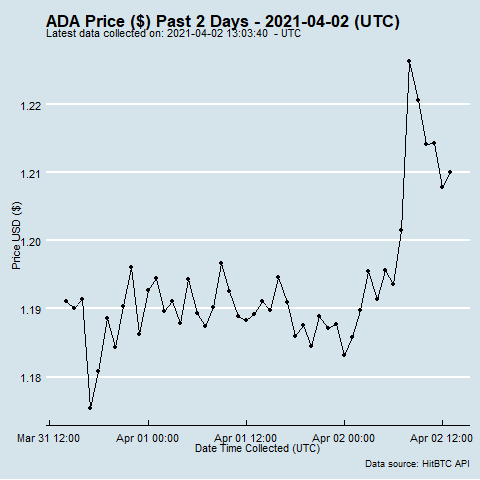 ADA Price ($) Past 2 Days - 2021-04-02 (UTC)
Latest data collected on: 2021-04-02 13:03:40  - UTC
1.22
1.21
1.20
1.19
1.18
Price USD ($)
Mar 31 12:00 Apr 01 00:00 Apr 01 12:00 Apr 02 00:00 Apr 02 12:00
Date Time Collected (UTC)
Data source: HitBTC API